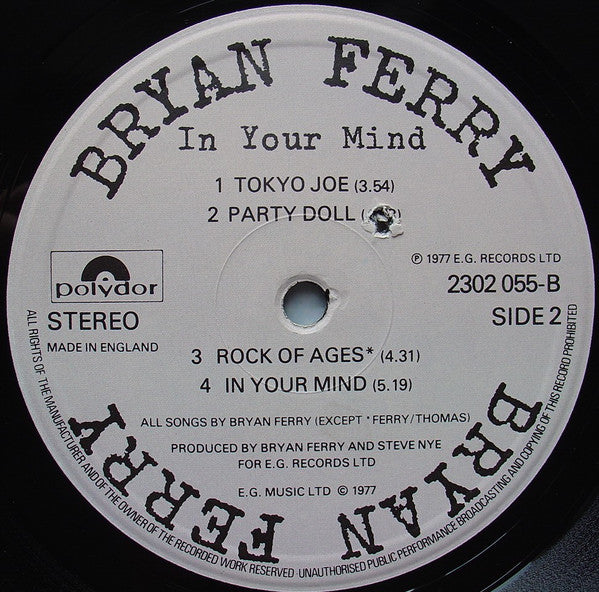 BRYAN FERRY
In Your Mind
1 TOKYO JOE (3.54)
2 PARTY DOLL
℗ 1977 E.G. RECORDS LTD
polydor
2302 055-B
STEREO
SIDE 2
MADE IN ENGLAND
3 ROCK OF AGES* (4.31)
4 IN YOUR MIND (5.19)
ALL SONGS BY BRYAN FERRY (EXCEPT *FERRY/THOMAS)
PRODUCED BY BRYAN FERRY AND STEVE NYE
FOR E.G. RECORDS LTD
E.G. MUSIC LTD © 1977
BRYAN FERRY
ALL RIGHTS OF THE MANUFACTURER AND OF THE OWNER OF THE RECORDED WORK RESERVED · UNAUTHORISED PUBLIC PERFORMANCE BROADCASTING AND COPYING OF THIS RECORD PROHIBITED